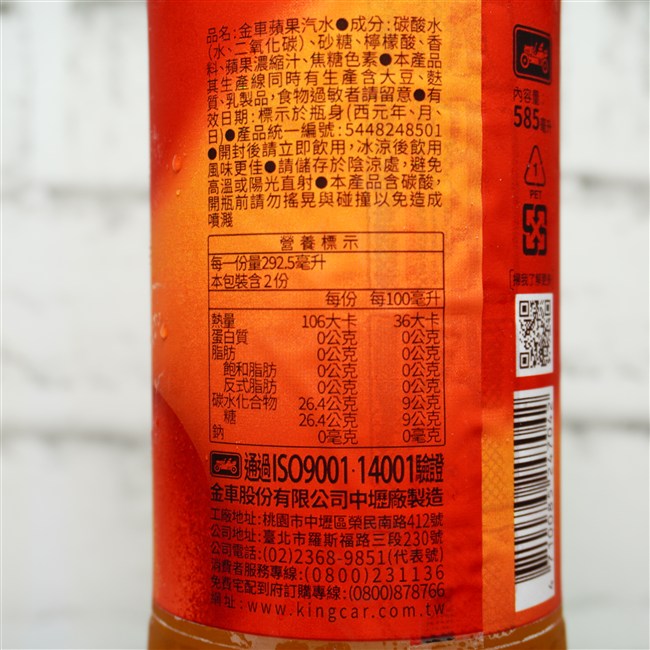 品名:金車蘋果汽水●成分:碳酸水
(水、二氧化碳)、砂糖、檸檬酸、香
料、蘋果濃縮汁、焦糖色素●本產品
其生產線同時有生產含大豆、麩
質、乳製品,食物過敏者請留意●有
效日期:標示於瓶身(西元年、月、
日)●產品統一編號:5448248501
●開封後請立即飲用,冰涼後飲用
風味更佳●請儲存於陰涼處,避免
高溫或陽光直射●本產品含碳酸,
開瓶前請勿搖晃與碰撞以免造成
噴濺
營養標示
每一份量292.5毫升
本包裝含2份
每份 每100毫升
熱量 106大卡 36大卡
蛋白質 0公克 0公克
脂肪 0公克 0公克
飽和脂肪 0公克 0公克
反式脂肪 0公克 0公克
碳水化合物 26.4公克 9公克
糖 26.4公克 9公克
鈉 0毫克 0毫克
通過ISO9001·14001驗證
金車股份有限公司中壢廠製造
工廠地址:桃園市中壢區榮民南路412號
公司地址:臺北市羅斯福路三段230號
公司電話:(02)2368-9851(代表號)
消費者服務專線:(0800)231136
免費宅配到府訂購專線:(0800)878766
網址:www.kingcar.com.tw
內容量:
585毫升
1
PET
掃我了解更多